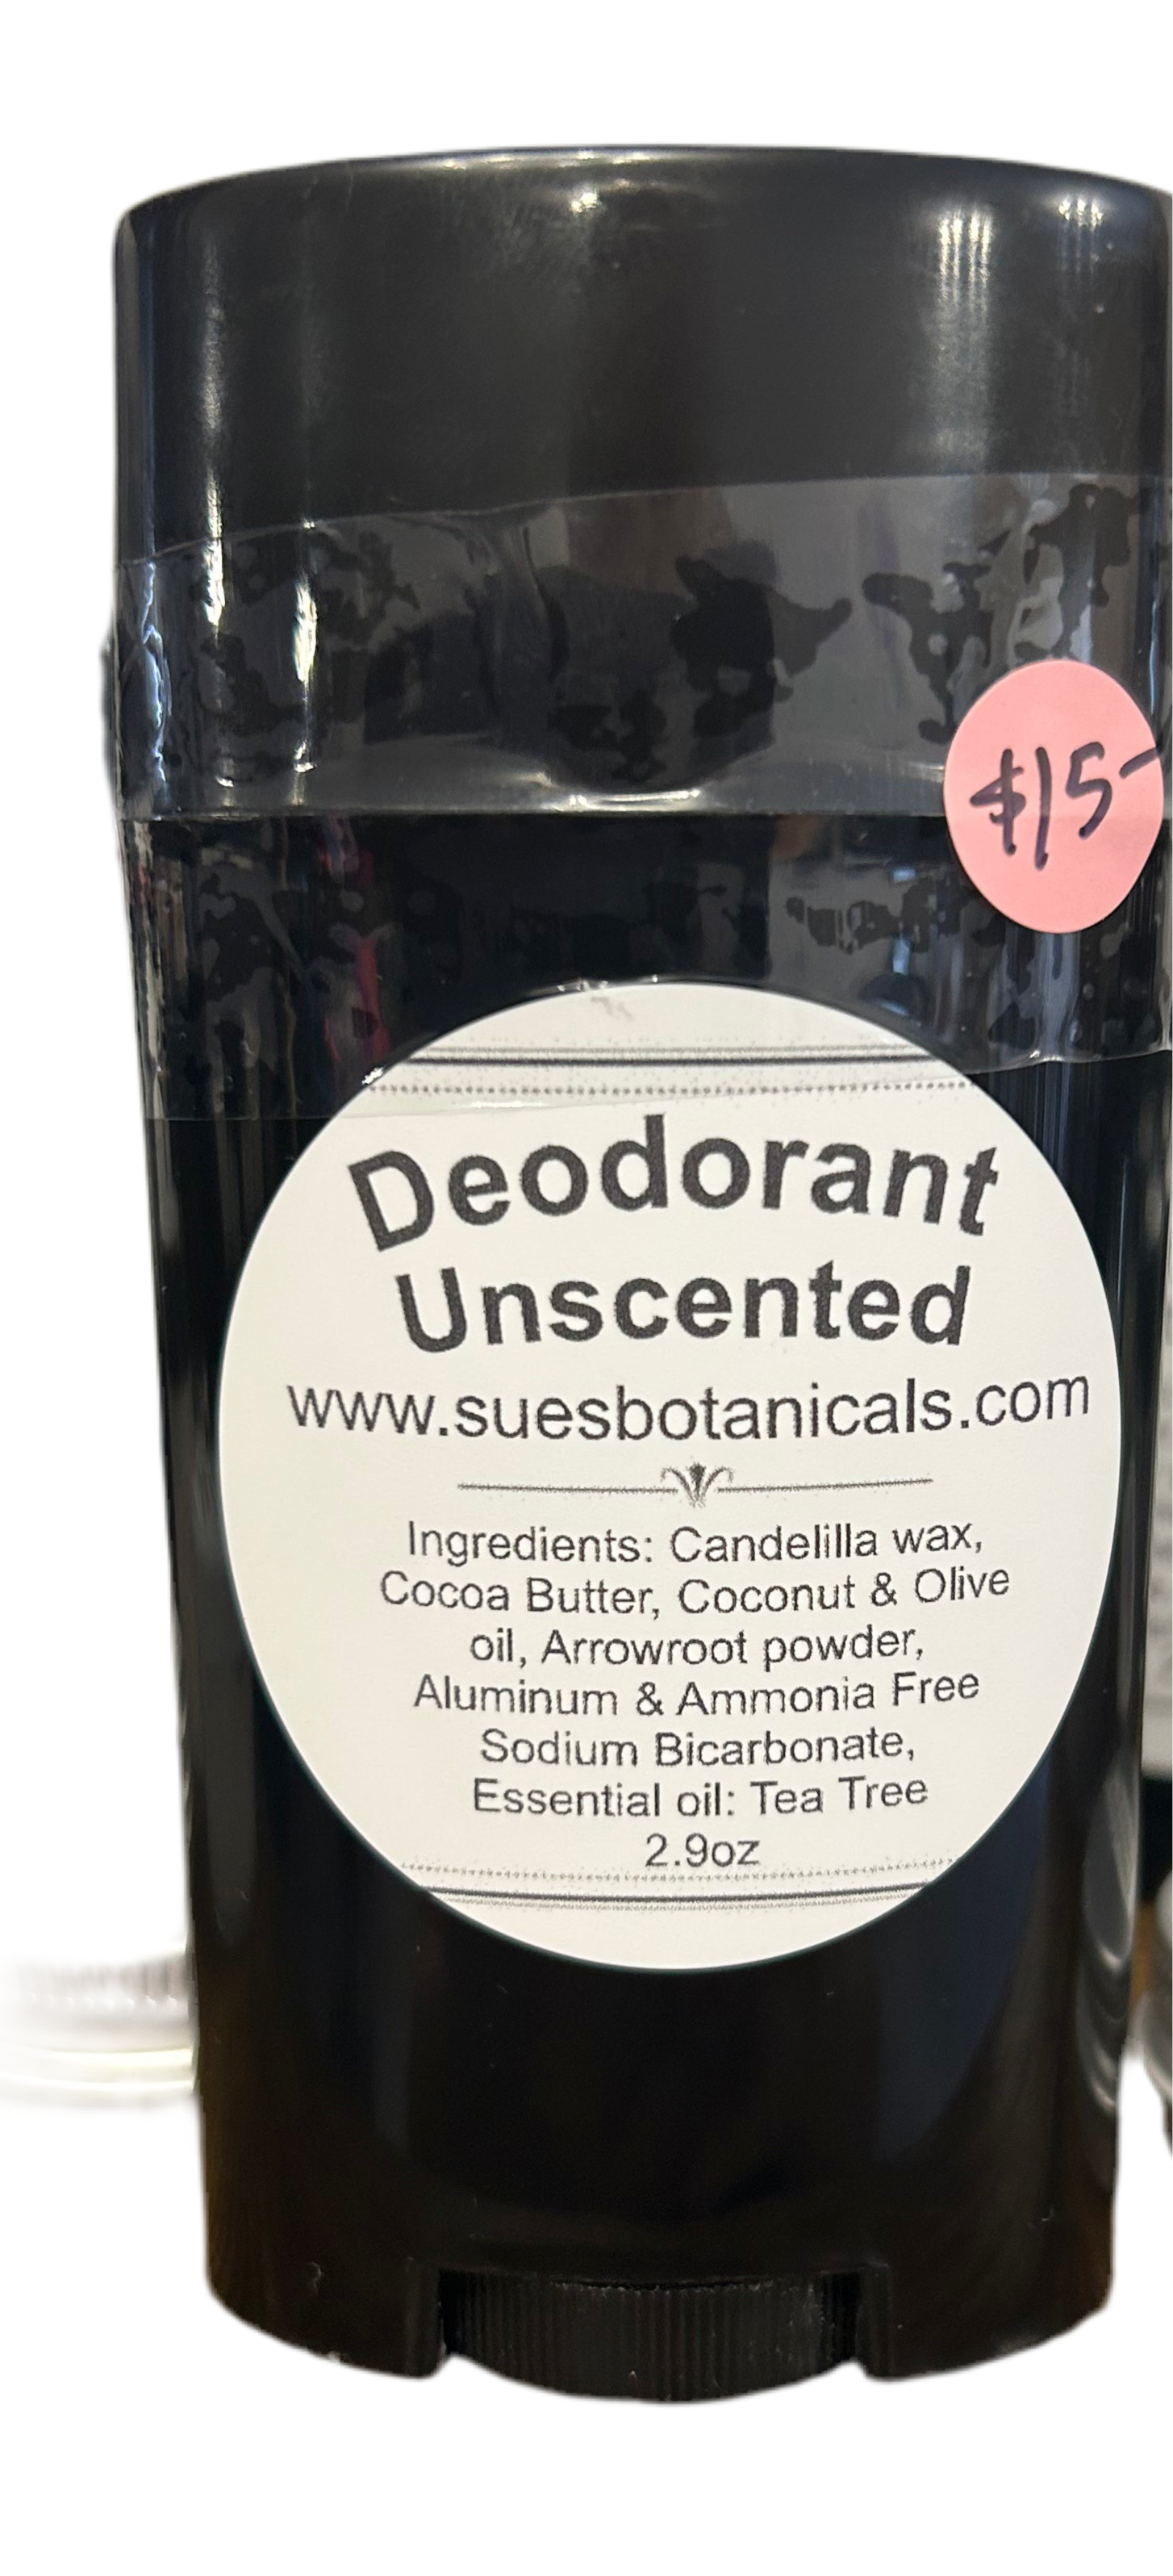 $15-
Deodorant
Unscented
www.suesbotanicals.com
Ingredients: Candelilla wax,
Cocoa Butter, Coconut & Olive
oil, Arrowroot powder,
Aluminum & Ammonia Free
Sodium Bicarbonate,
Essential oil: Tea Tree
2.9oz